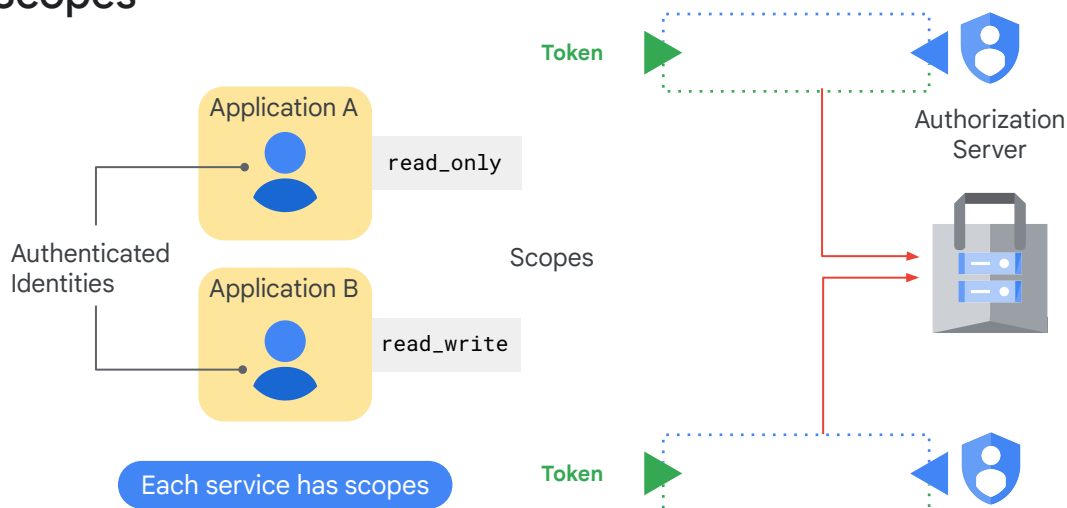 Scopes
Token
Application A
read_only
Authorization
Server
Authenticated
Identities
Scopes
Application B
read_write
Each service has scopes
Token